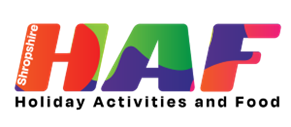 Shropshire
HAF
Holiday Activities and Food